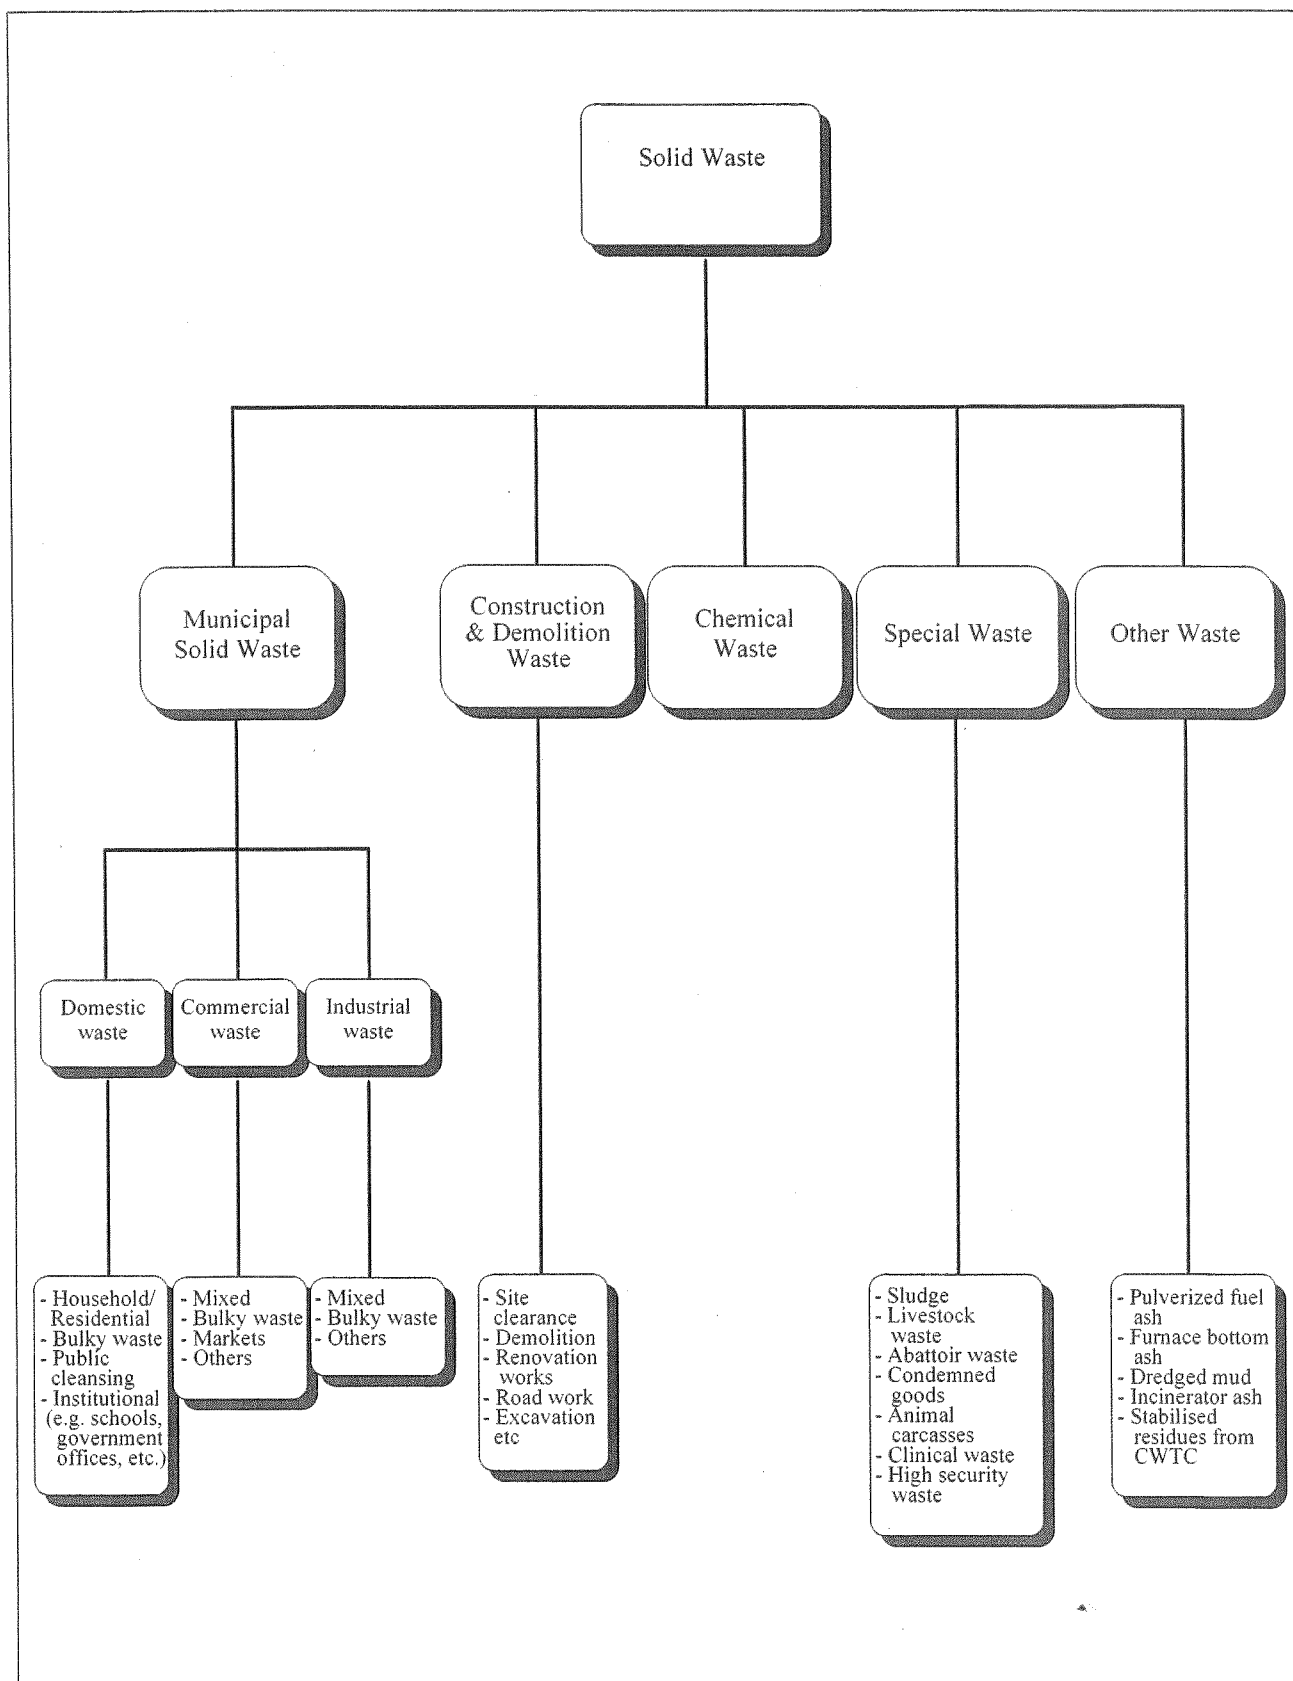 Solid Waste
Municipal
Solid Waste
Construction
& Demolition
Waste
Chemical
Waste
Special Waste
Other Waste
Domestic
waste
Commercial
waste
Industrial
waste
- Household/
Residential
- Bulky waste
- Public
cleansing
- Institutional
(e.g. schools,
government
offices, etc.)
- Mixed
- Bulky waste
- Markets
- Others
- Mixed
- Bulky waste
- Others
- Site
clearance
- Demolition
- Renovation
works
- Road work
- Excavation
etc
- Sludge
- Livestock
waste
- Abattoir waste
- Condemned
goods
- Animal
carcasses
- Clinical waste
- High security
waste
- Pulverized fuel
ash
- Furnace bottom
ash
- Dredged mud
- Incinerator ash
- Stabilised
residues from
CWTC